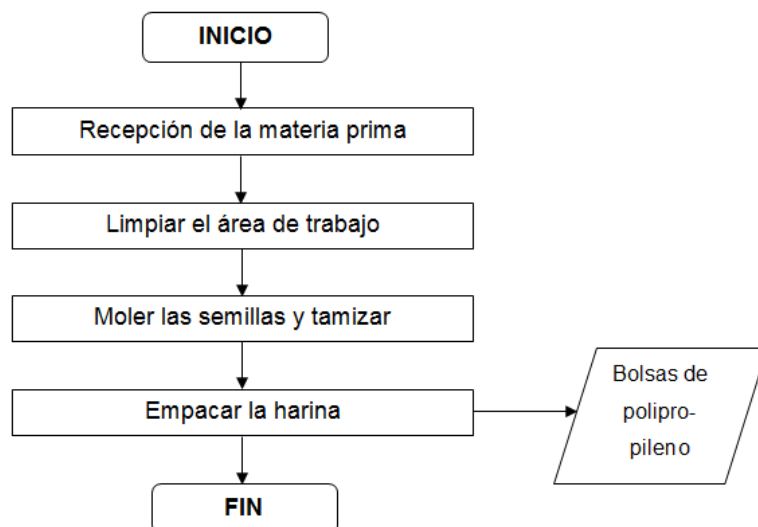 INICIO
Recepción de la materia prima
Limpiar el área de trabajo
Moler las semillas y tamizar
Empacar la harina
Bolsas de
polipro-
pileno
FIN